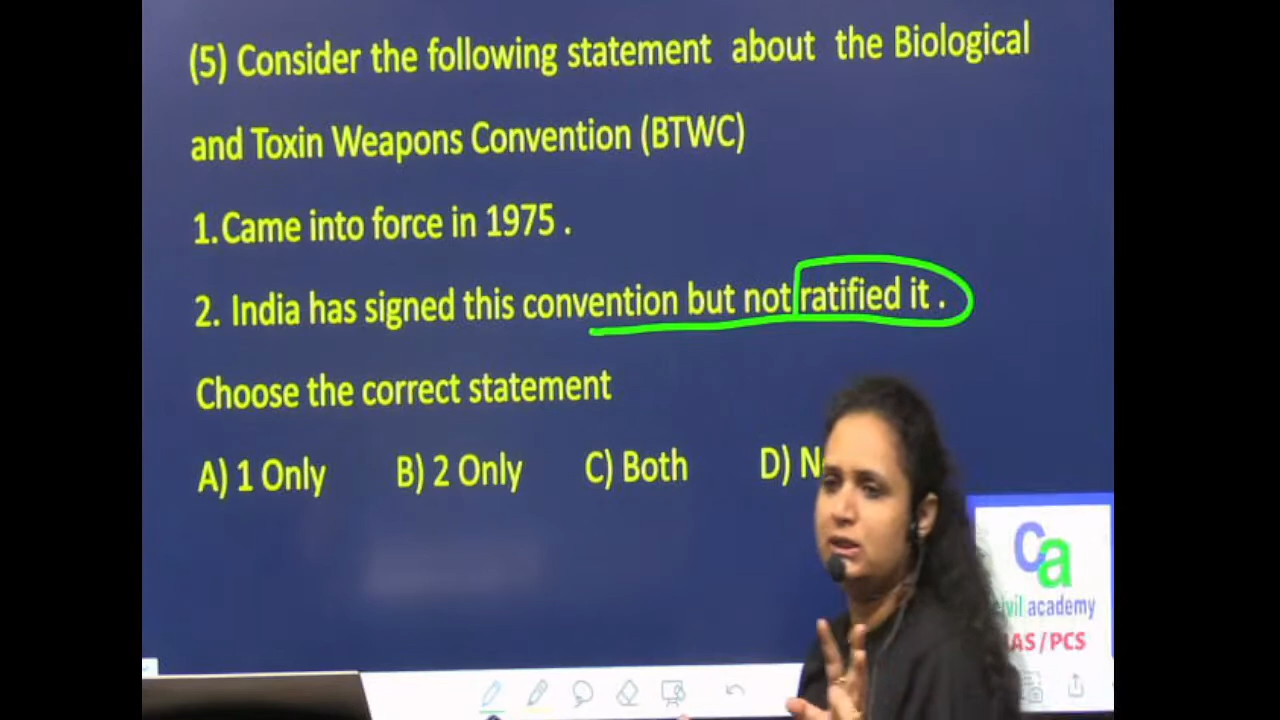 (5) Consider the following statement about the Biological
and Toxin Weapons Convention (BTWC)
1.Came into force in 1975 .
2. India has signed this convention but not ratified it .
Choose the correct statement
A) 1 Only B) 2 Only C) Both D)
ca
civil academy
IAS/PCS